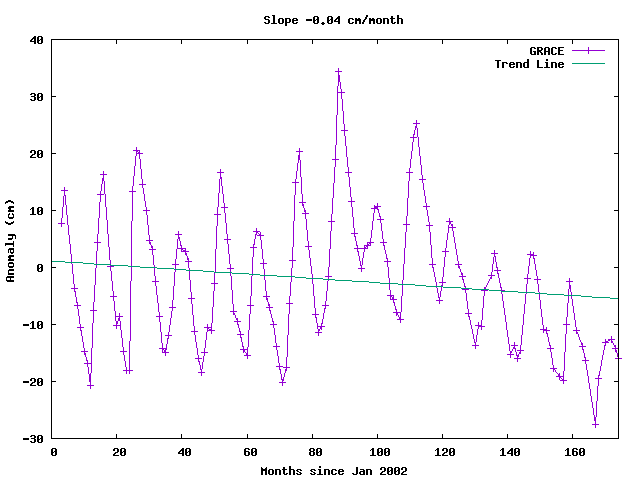 Slope -0.04 cm/month
GRACE
Trend Line
40
30
20
10
0
-10
-20
-30
Anomaly (cm)
0 20 40 60 80 100 120 140 160
Months since Jan 2002